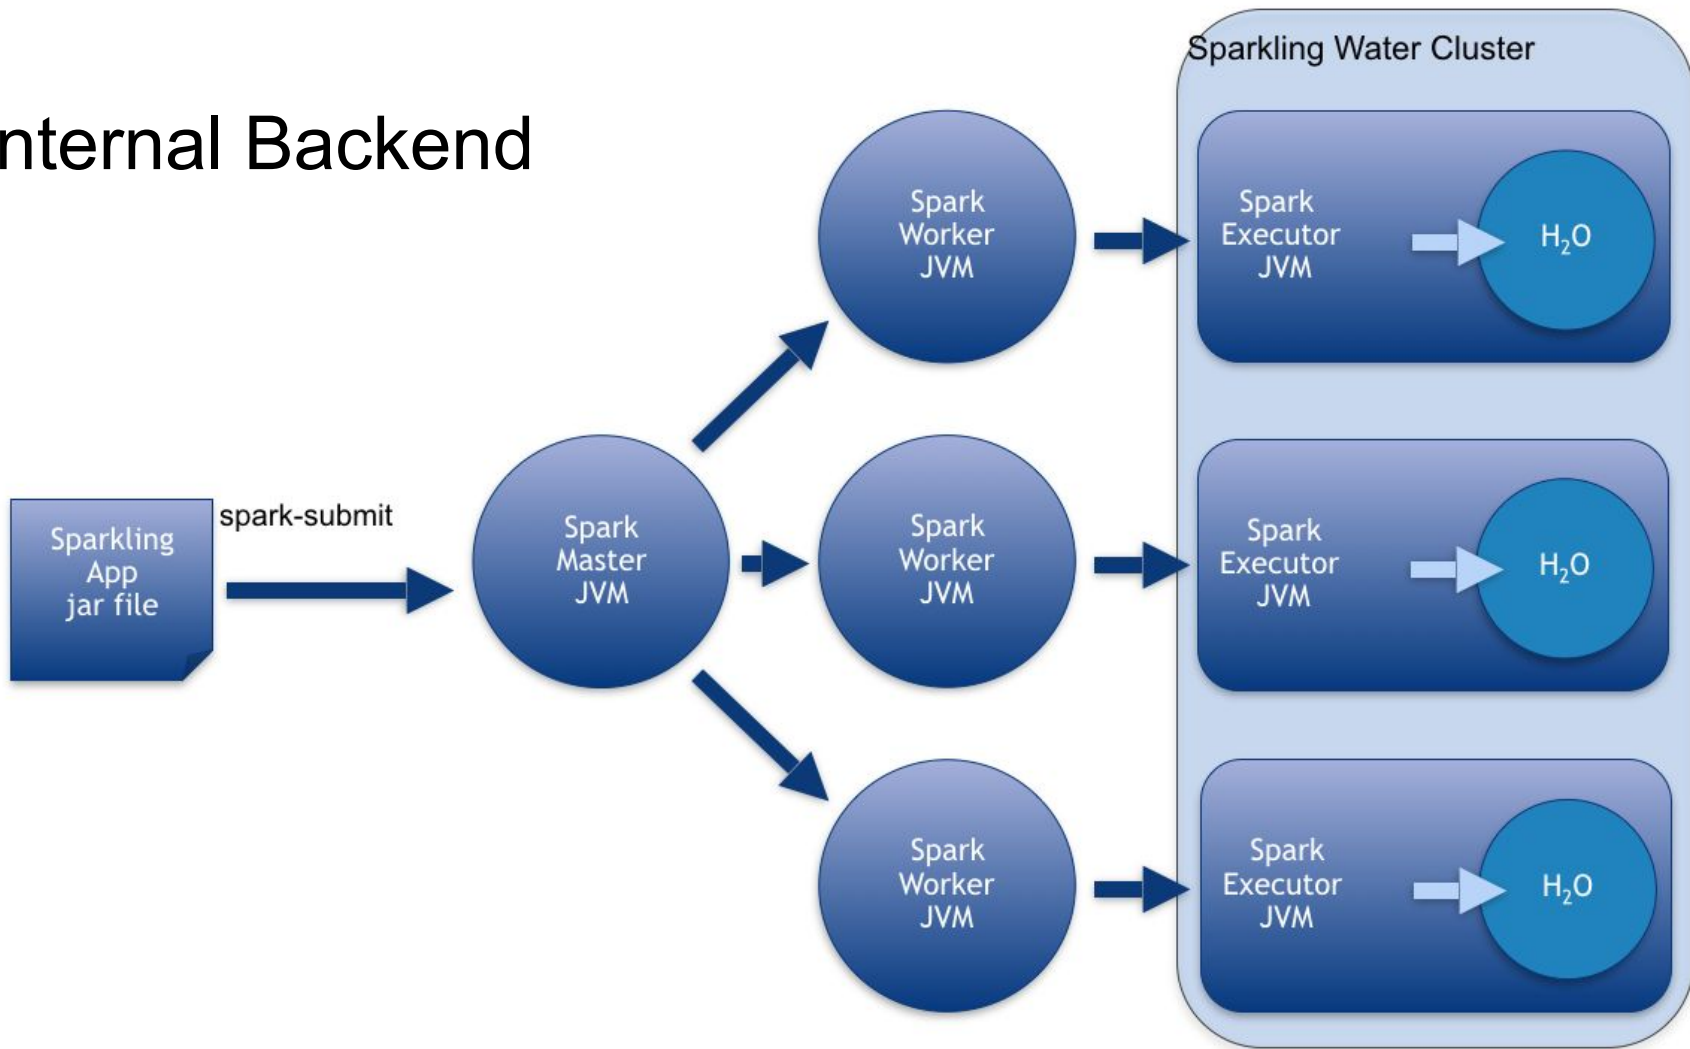 Sparkling Water Cluster
nternal Backend
Spark
Worker
JVM
Spark
Executor
JVM
H₂O
Sparkling
App
jar file
spark-submit
Spark
Master
JVM
Spark
Worker
JVM
Spark
Executor
JVM
H₂O
Spark
Worker
JVM
Spark
Executor
JVM
H₂O